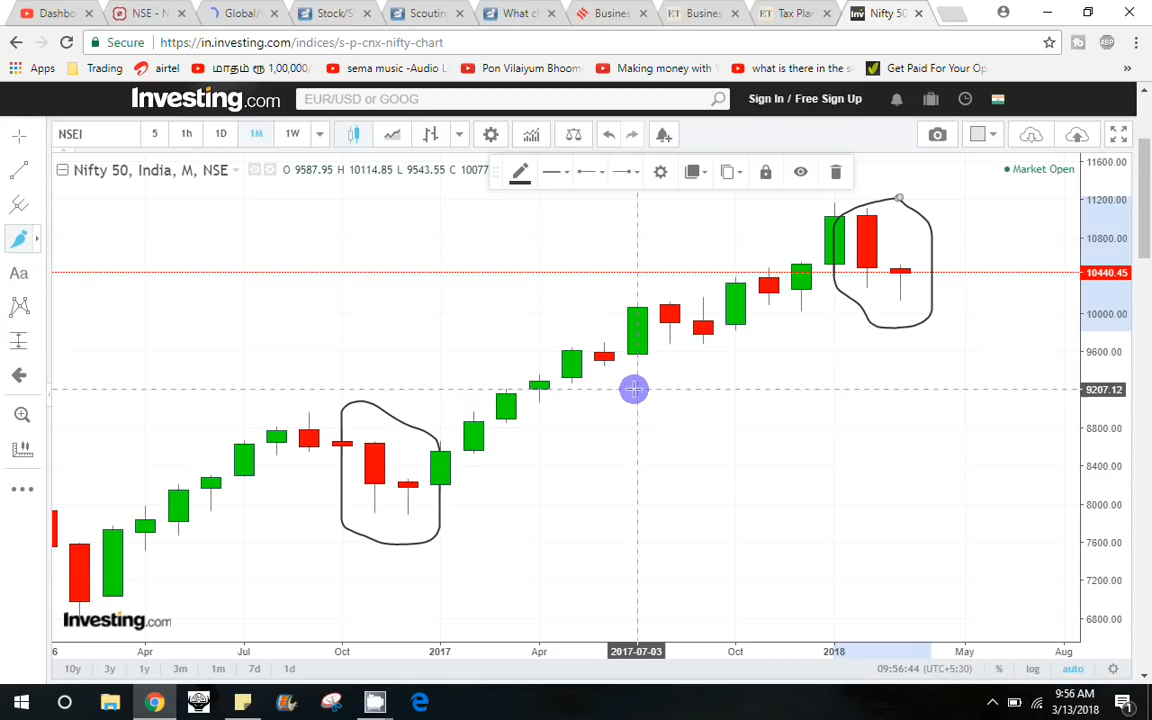 Dashbo
NSE - N
Global/
Stock/S
Scoutin
What c
Busines
ET Busines
ET Tax Plar
Inv Nifty 50
Secure https://in.investing.com/indices/s-p-cnx-nifty-chart
Apps Trading airtel மாதம் ரூ 1,00,000/ sema music -Audio L Pon Vilaiyum Bhoom Making money with what is there in the s Get Paid For Your Op »
Investing.com EUR/USD or GOOG Sign In / Free Sign Up
NSEI 5 1h 1D 1M 1W
Nifty 50, India, M, NSE O 9587.95 H 10114.85 L 9543.55 C 10077
Market Open
Aa
11600.00
11200.00
10800.00
10440.45
10000.00
9600.00
9207.12
8800.00
8400.00
8000.00
7600.00
7200.00
6800.00
Investing.com
6 Apr Jul Oct 2017 Apr 2017-07-03 Oct 2018 May Aug
10y 3y 1y 3m 1m 7d 1d 09:56:44 (UTC+5:30) % log auto
9:56 AM
3/13/2018
1